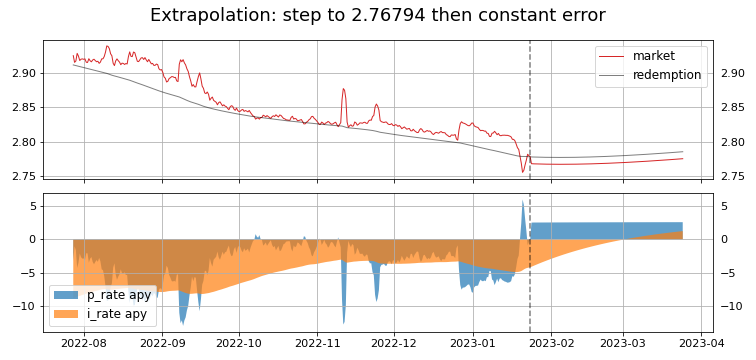 Extrapolation: step to 2.76794 then constant error
2.90 2.90
2.85 2.85
2.80 2.80
2.75 2.75
market
redemption
5 5
0 0
−5 −5
−10 −10
p_rate apy
i_rate apy
2022-08 2022-09 2022-10 2022-11 2022-12 2023-01 2023-02 2023-03 2023-04